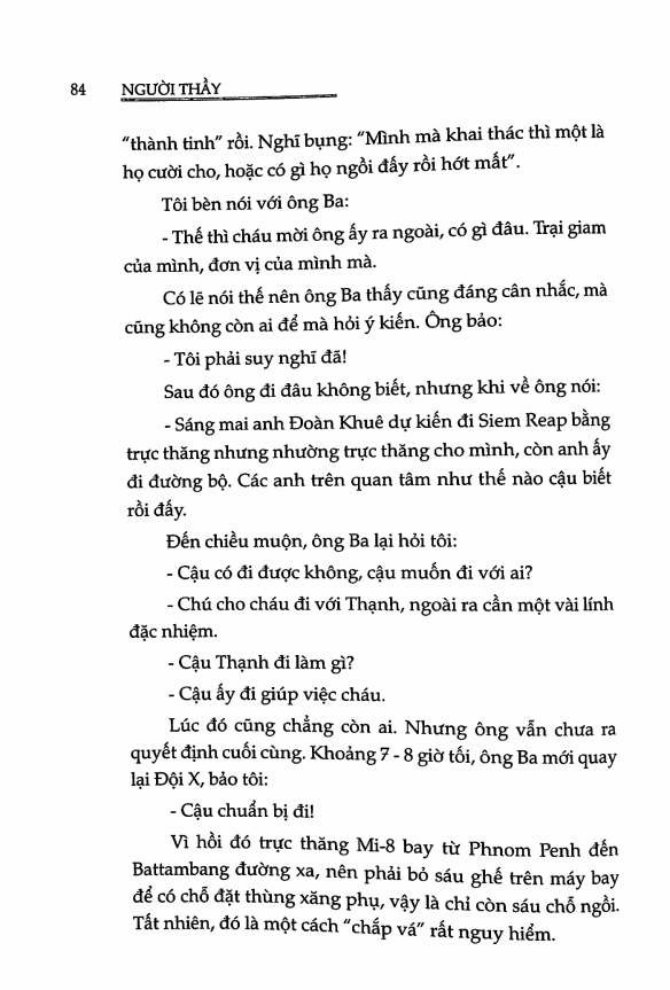 84 NGƯỜI THẦY
“thành tinh” rồi. Nghĩ bụng: “Mình mà khai thác thì một là
họ cười cho, hoặc có gì họ ngồi đấy rồi hớt mất”.
Tôi bèn nói với ông Ba:
- Thế thì cháu mời ông ấy ra ngoài, có gì đâu. Trại giam
của mình, đơn vị của mình mà.
Có lẽ nói thế nên ông Ba thấy cũng đáng cân nhắc, mà
cũng không còn ai để mà hỏi ý kiến. Ông bảo:
- Tôi phải suy nghĩ đã!
Sau đó ông đi đâu không biết, nhưng khi về ông nói:
- Sáng mai anh Đoàn Khuê dự kiến đi Siem Reap bằng
trực thăng nhưng nhường trực thăng cho mình, còn anh ấy
đi đường bộ. Các anh trên quan tâm như thế nào cậu biết
rồi đấy.
Đến chiều muộn, ông Ba lại hỏi tôi:
- Cậu có đi được không, cậu muốn đi với ai?
- Chú cho cháu đi với Thạnh, ngoài ra cần một vài lính
đặc nhiệm.
- Cậu Thạnh đi làm gì?
- Cậu ấy đi giúp việc cháu.
Lúc đó cũng chẳng còn ai. Nhưng ông vẫn chưa ra
quyết định cuối cùng. Khoảng 7 - 8 giờ tối, ông Ba mới quay
lại Đội X, bảo tôi:
- Cậu chuẩn bị đi!
Vì hồi đó trực thăng Mi-8 bay từ Phnom Penh đến
Battambang đường xa, nên phải bỏ sáu ghế trên máy bay
để có chỗ đặt thùng xăng phụ, vậy là chỉ còn sáu chỗ ngồi.
Tất nhiên, đó là một cách “chắp vá” rất nguy hiểm.